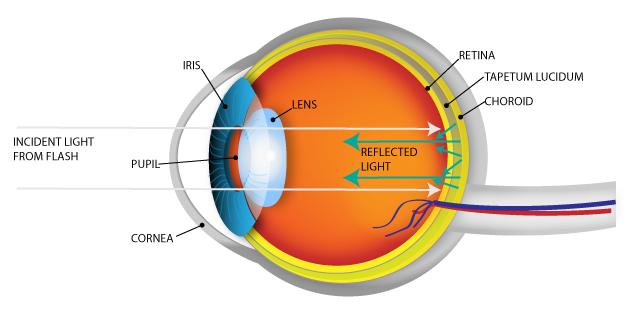 RETINA
IRIS
TAPETUM LUCIDUM
CHOROID
LENS
INCIDENT LIGHT
FROM FLASH
REFLECTED
LIGHT
PUPIL
CORNEA